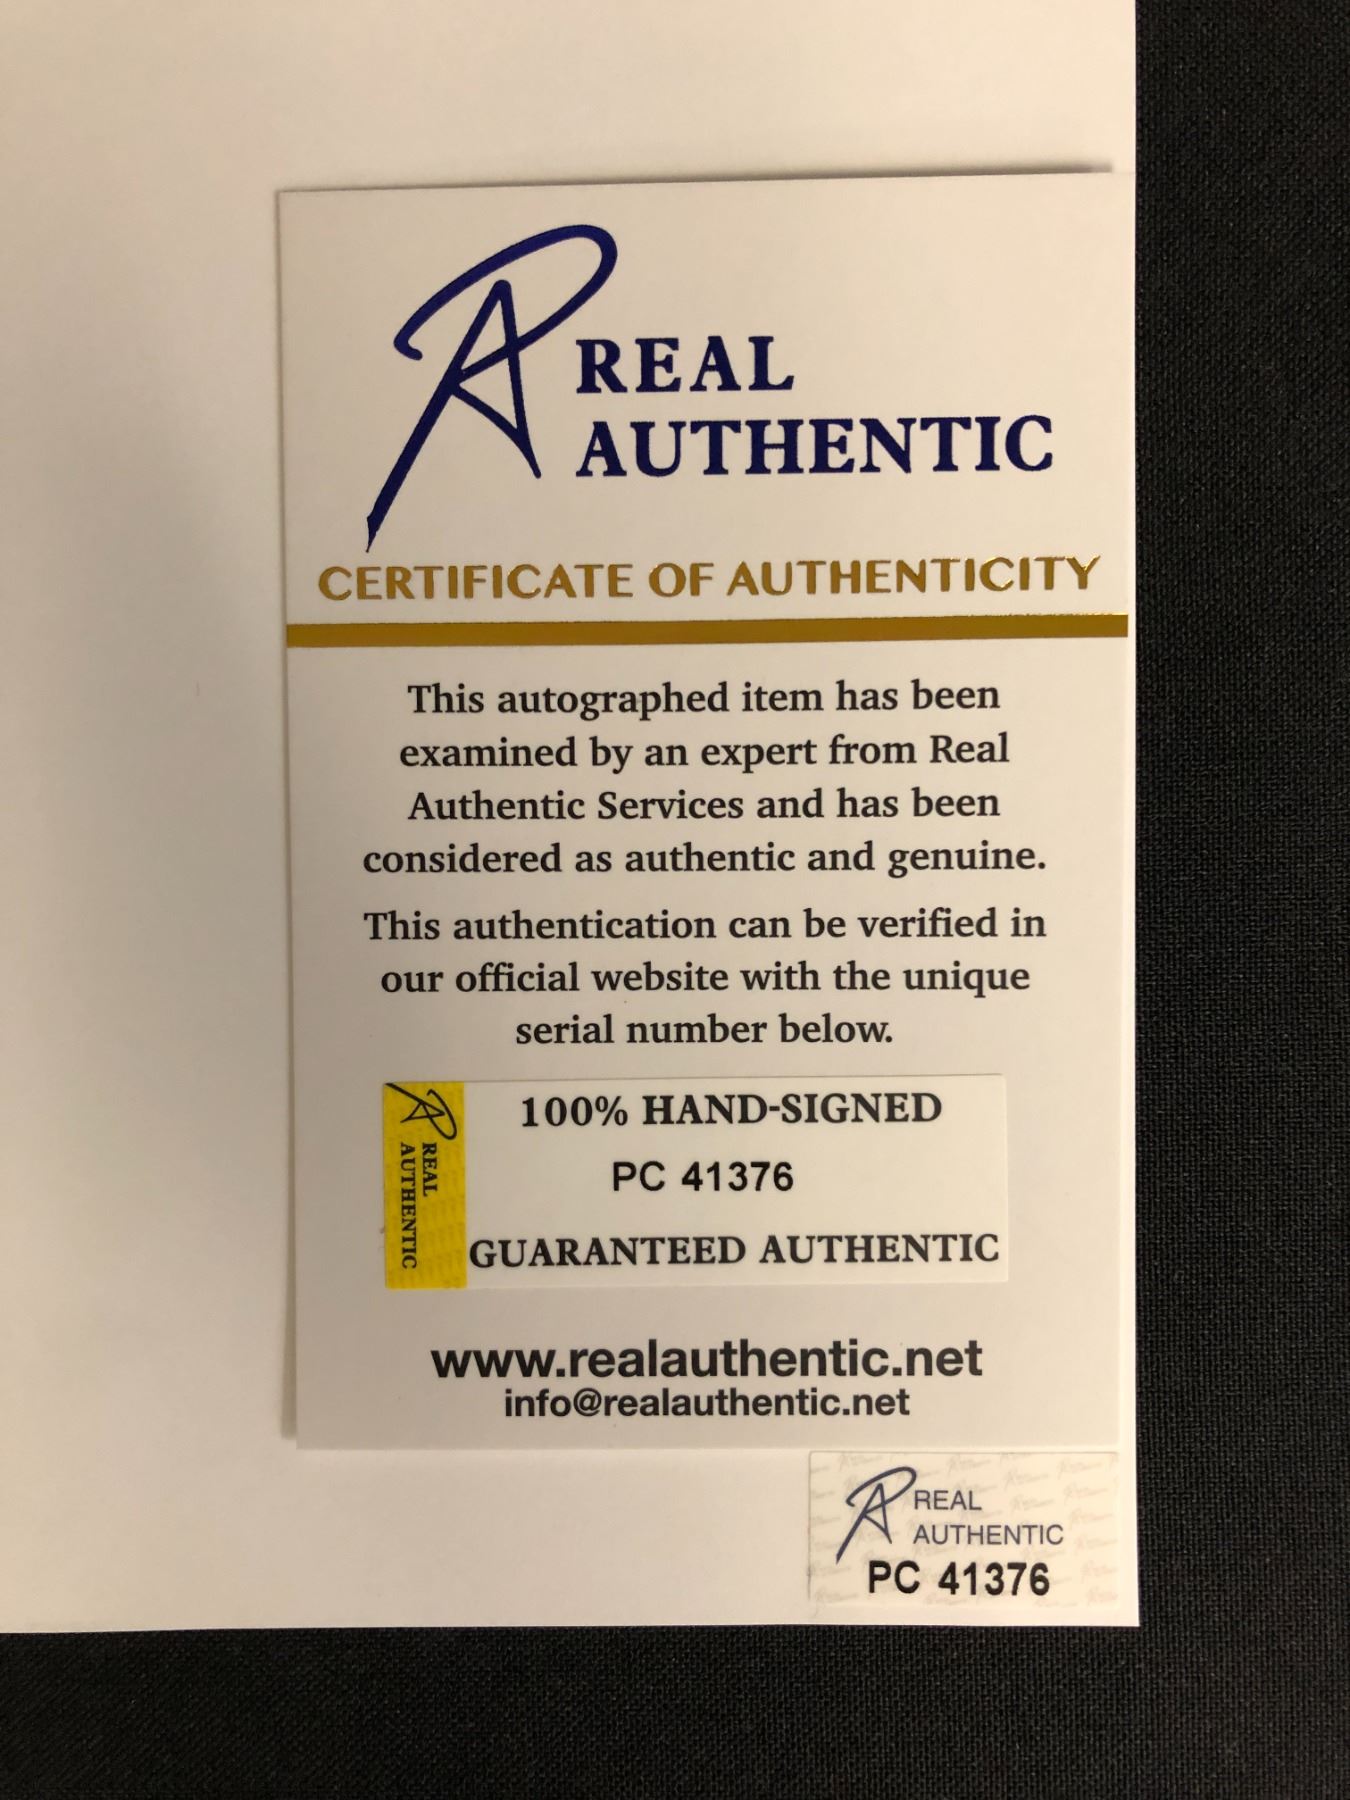 REAL
AUTHENTIC
CERTIFICATE OF AUTHENTICITY
This autographed item has been
examined by an expert from Real
Authentic Services and has been
considered as authentic and genuine.
This authentication can be verified in
our official website with the unique
serial number below.
REAL
AUTHENTIC
100% HAND-SIGNED
PC 41376
GUARANTEED AUTHENTIC
www.realauthentic.net
info@realauthentic.net
REAL
AUTHENTIC
PC 41376